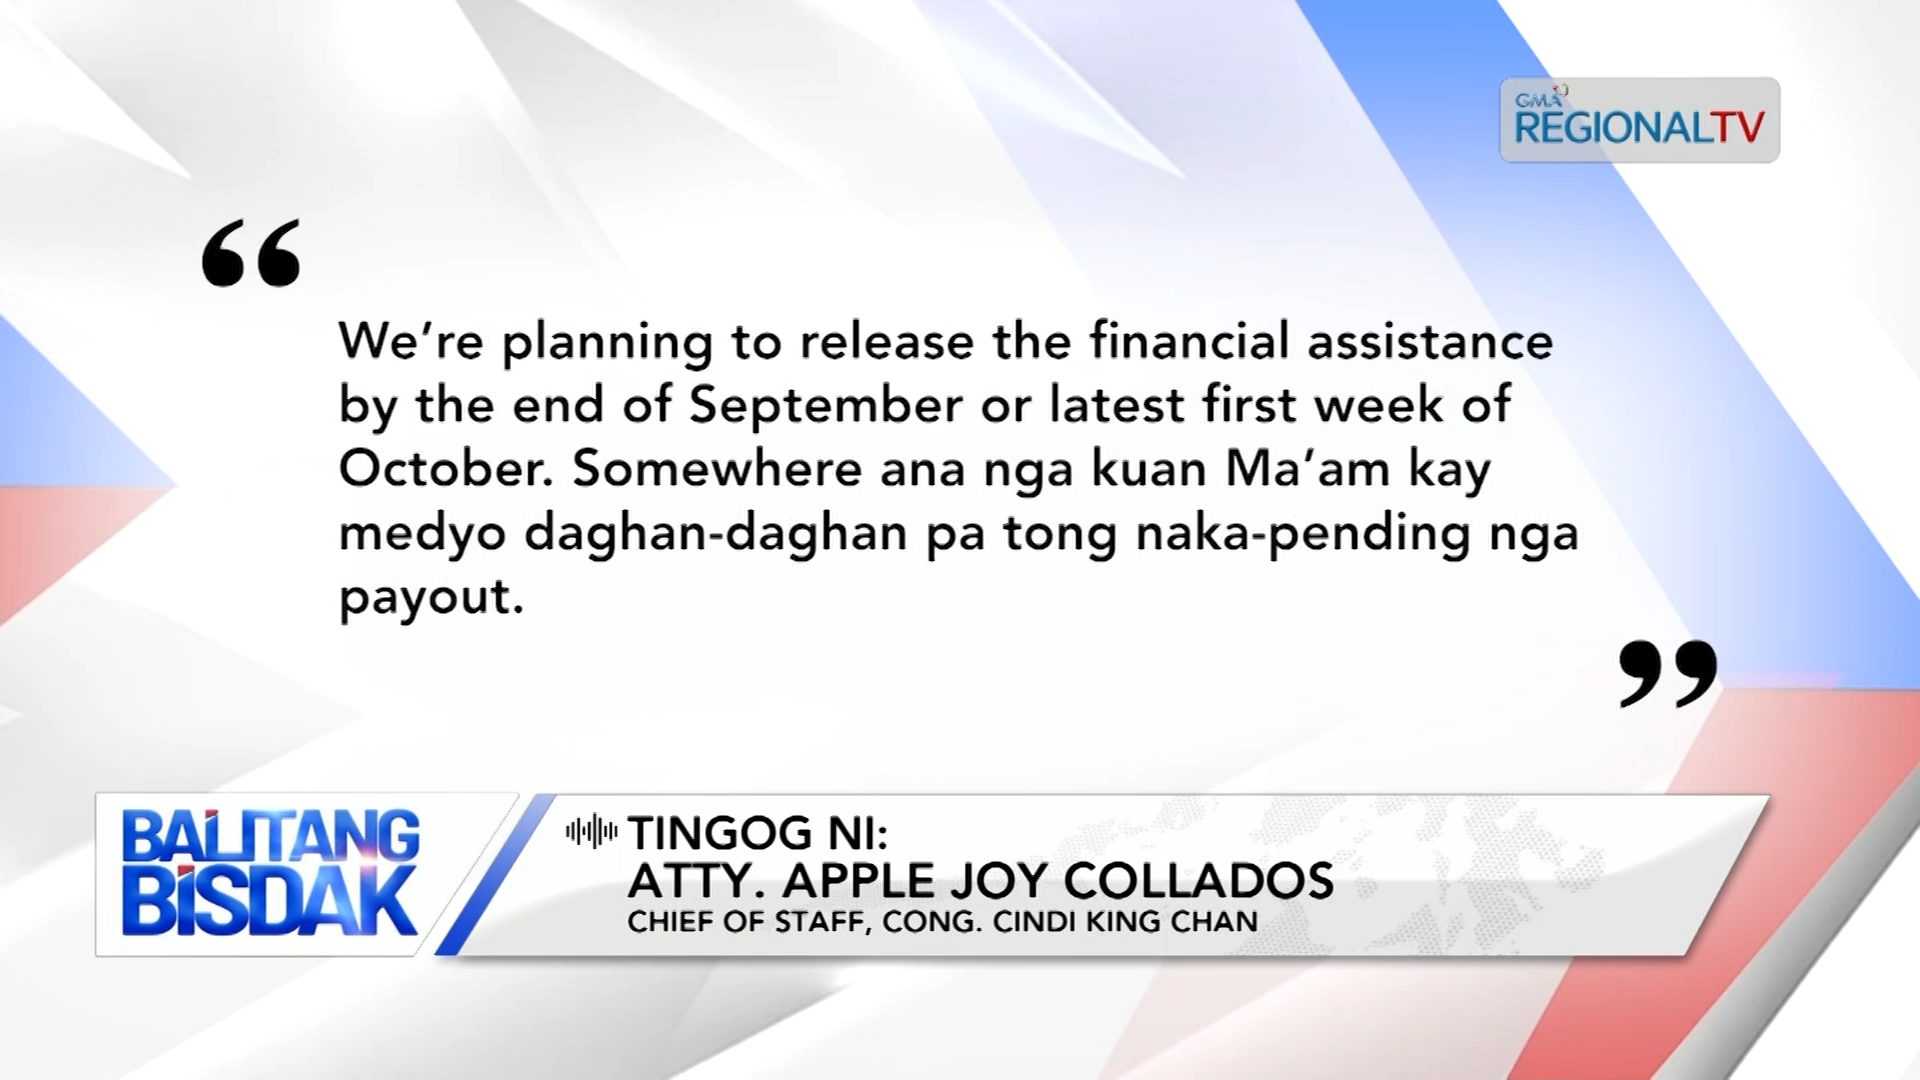 GMA
REGIONALTV
“
We’re planning to release the financial assistance
by the end of September or latest first week of
October. Somewhere ana nga kuan Ma’am kay
medyo daghan-daghan pa tong naka-pending nga
payout.
”
BALITANG
BISDAK
TINGOG NI:
ATTY. APPLE JOY COLLADOS
CHIEF OF STAFF, CONG. CINDI KING CHAN